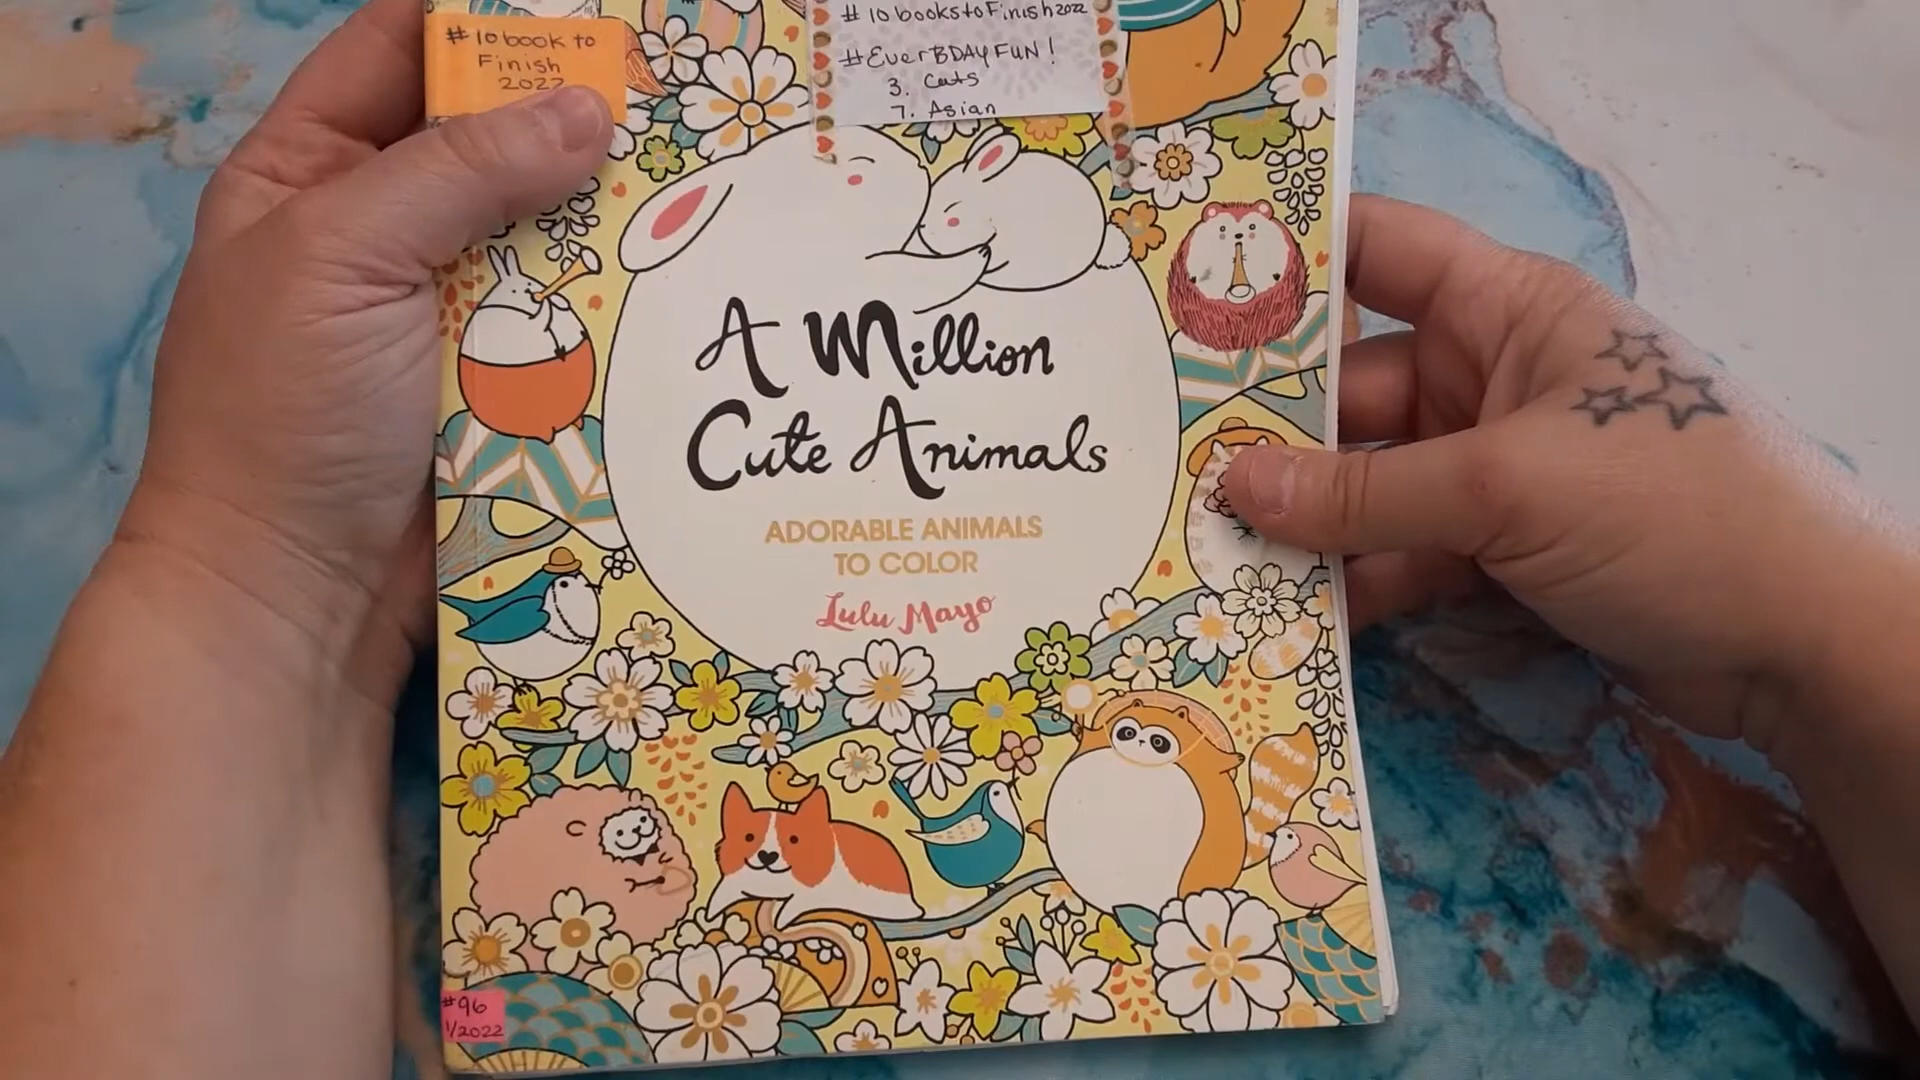 #10 book to
Finish
2022
#10bookstoFinish2022
#EverBDAYFUN!
3. Cats
7. Asian
A Million
Cute Animals
ADORABLE ANIMALS
TO COLOR
Lulu Mayo
#96
1/2022